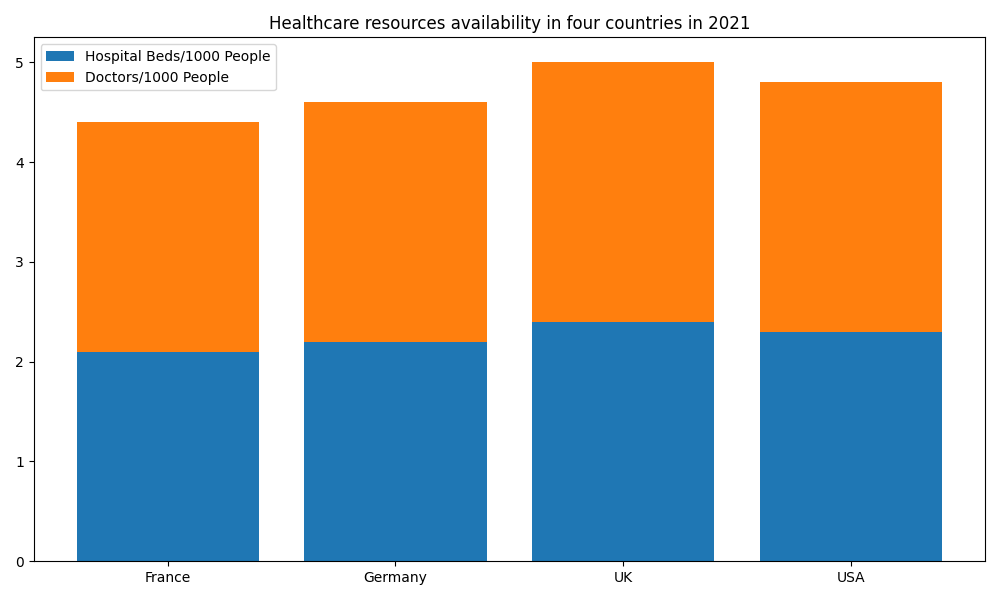 Healthcare resources availability in four countries in 2021
Hospital Beds/1000 People
Doctors/1000 People
5
4
3
2
1
0
France
Germany
UK
USA